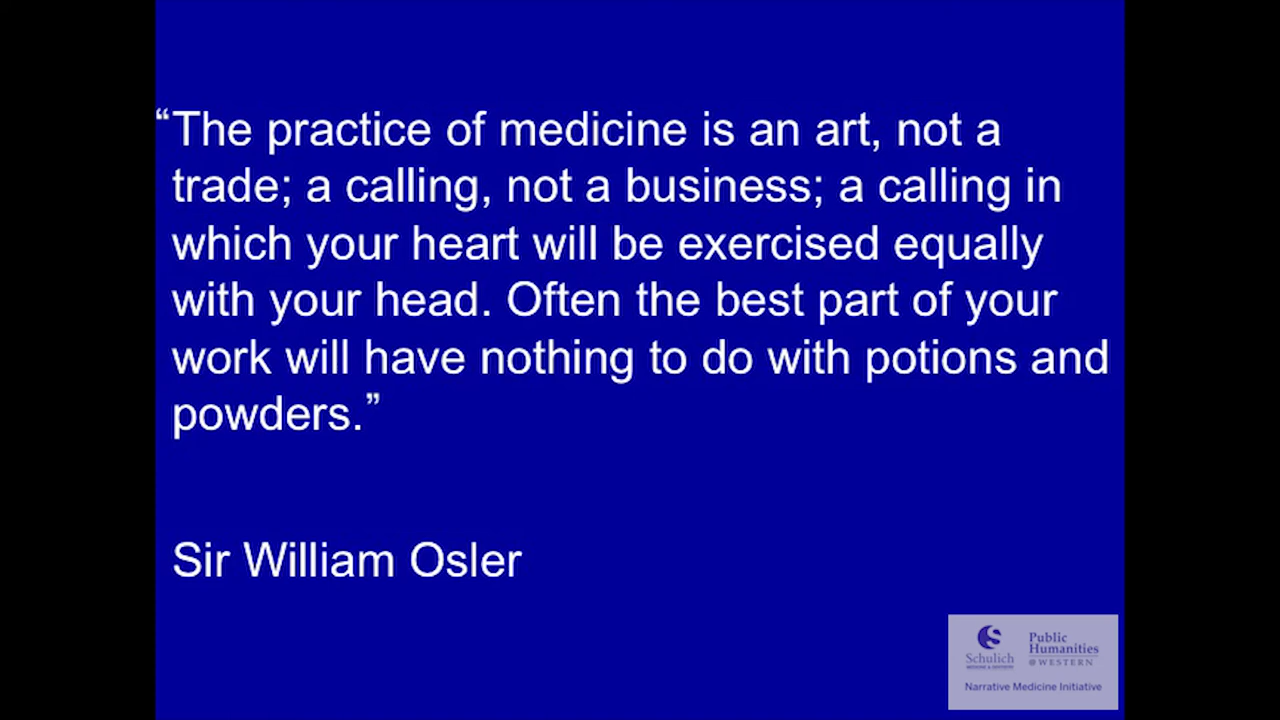 “The practice of medicine is an art, not a
trade; a calling, not a business; a calling in
which your heart will be exercised equally
with your head. Often the best part of your
work will have nothing to do with potions and
powders.”
Sir William Osler
Schulich
MEDICINE & DENTISTRY
Public
Humanities
@WESTERN
Narrative Medicine Initiative